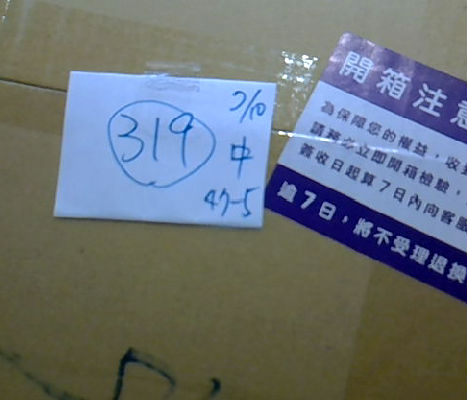 319
7/10
中
47-5
開箱注意
為保障您的權益，收
請務必立即開箱檢驗，
簽收日起算7日內向客服
逾7日，將不受理退換